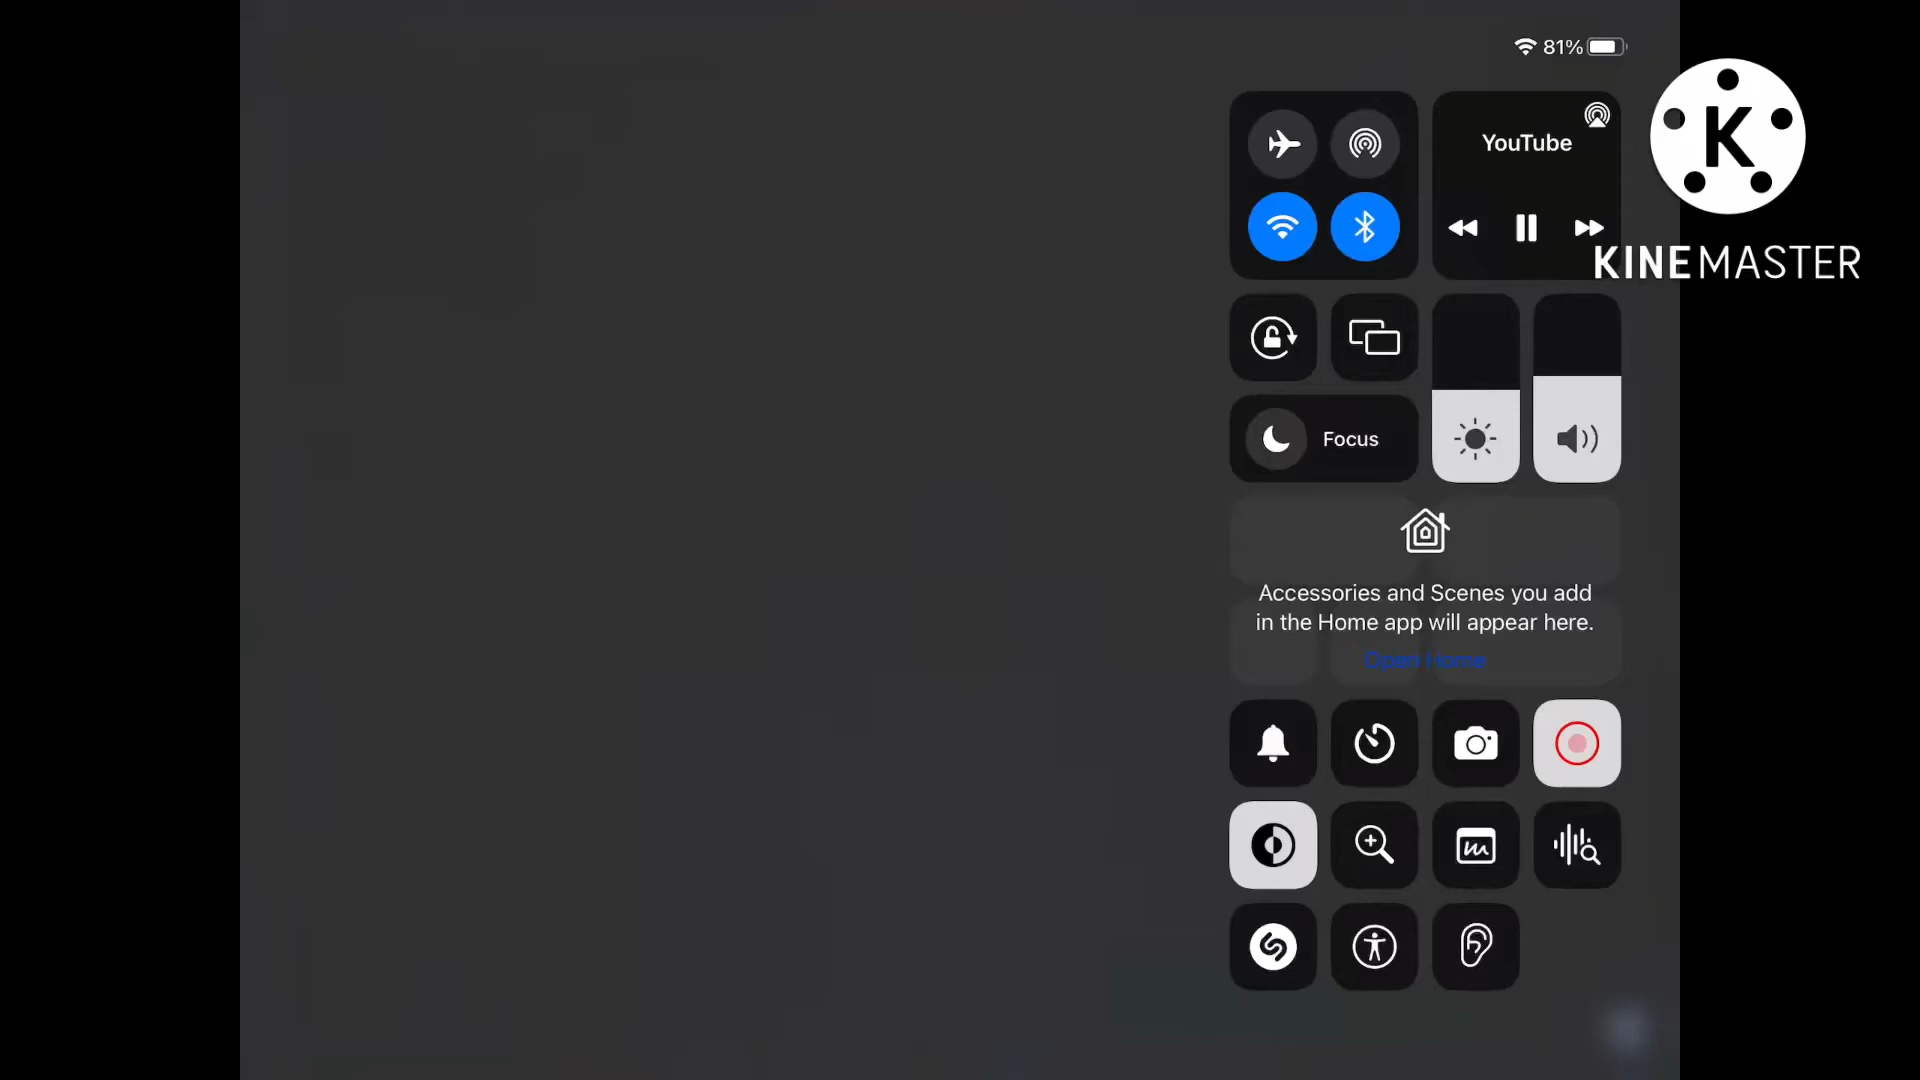 81%
YouTube
K
KINEMASTER
Focus
Accessories and Scenes you add
in the Home app will appear here.
Open Home